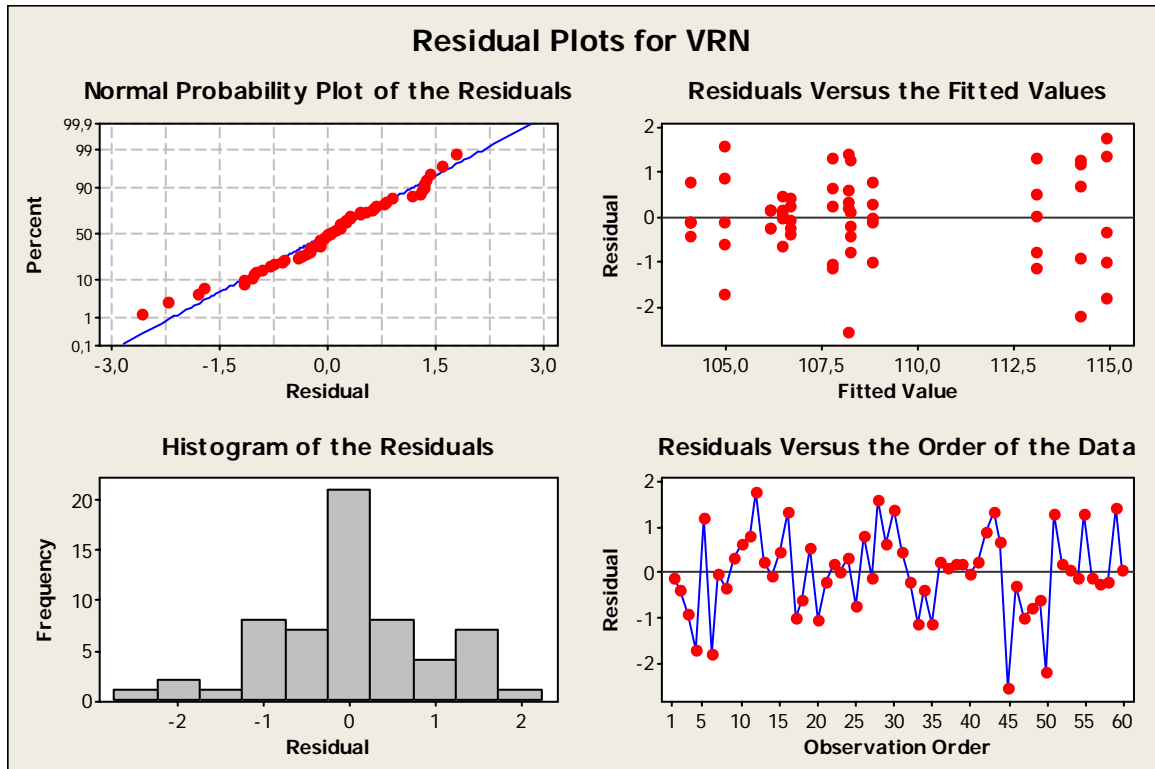 Residual Plots for VRN
Normal Probability Plot of the Residuals
Percent
99,9
99
90
50
10
1
0,1
-3,0 -1,5 0,0 1,5 3,0
Residual
Residuals Versus the Fitted Values
Residual
2
1
0
-1
-2
105,0 107,5 110,0 112,5 115,0
Fitted Value
Histogram of the Residuals
Frequency
20
15
10
5
0
-2 -1 0 1 2
Residual
Residuals Versus the Order of the Data
Residual
2
1
0
-1
-2
1 5 10 15 20 25 30 35 40 45 50 55 60
Observation Order